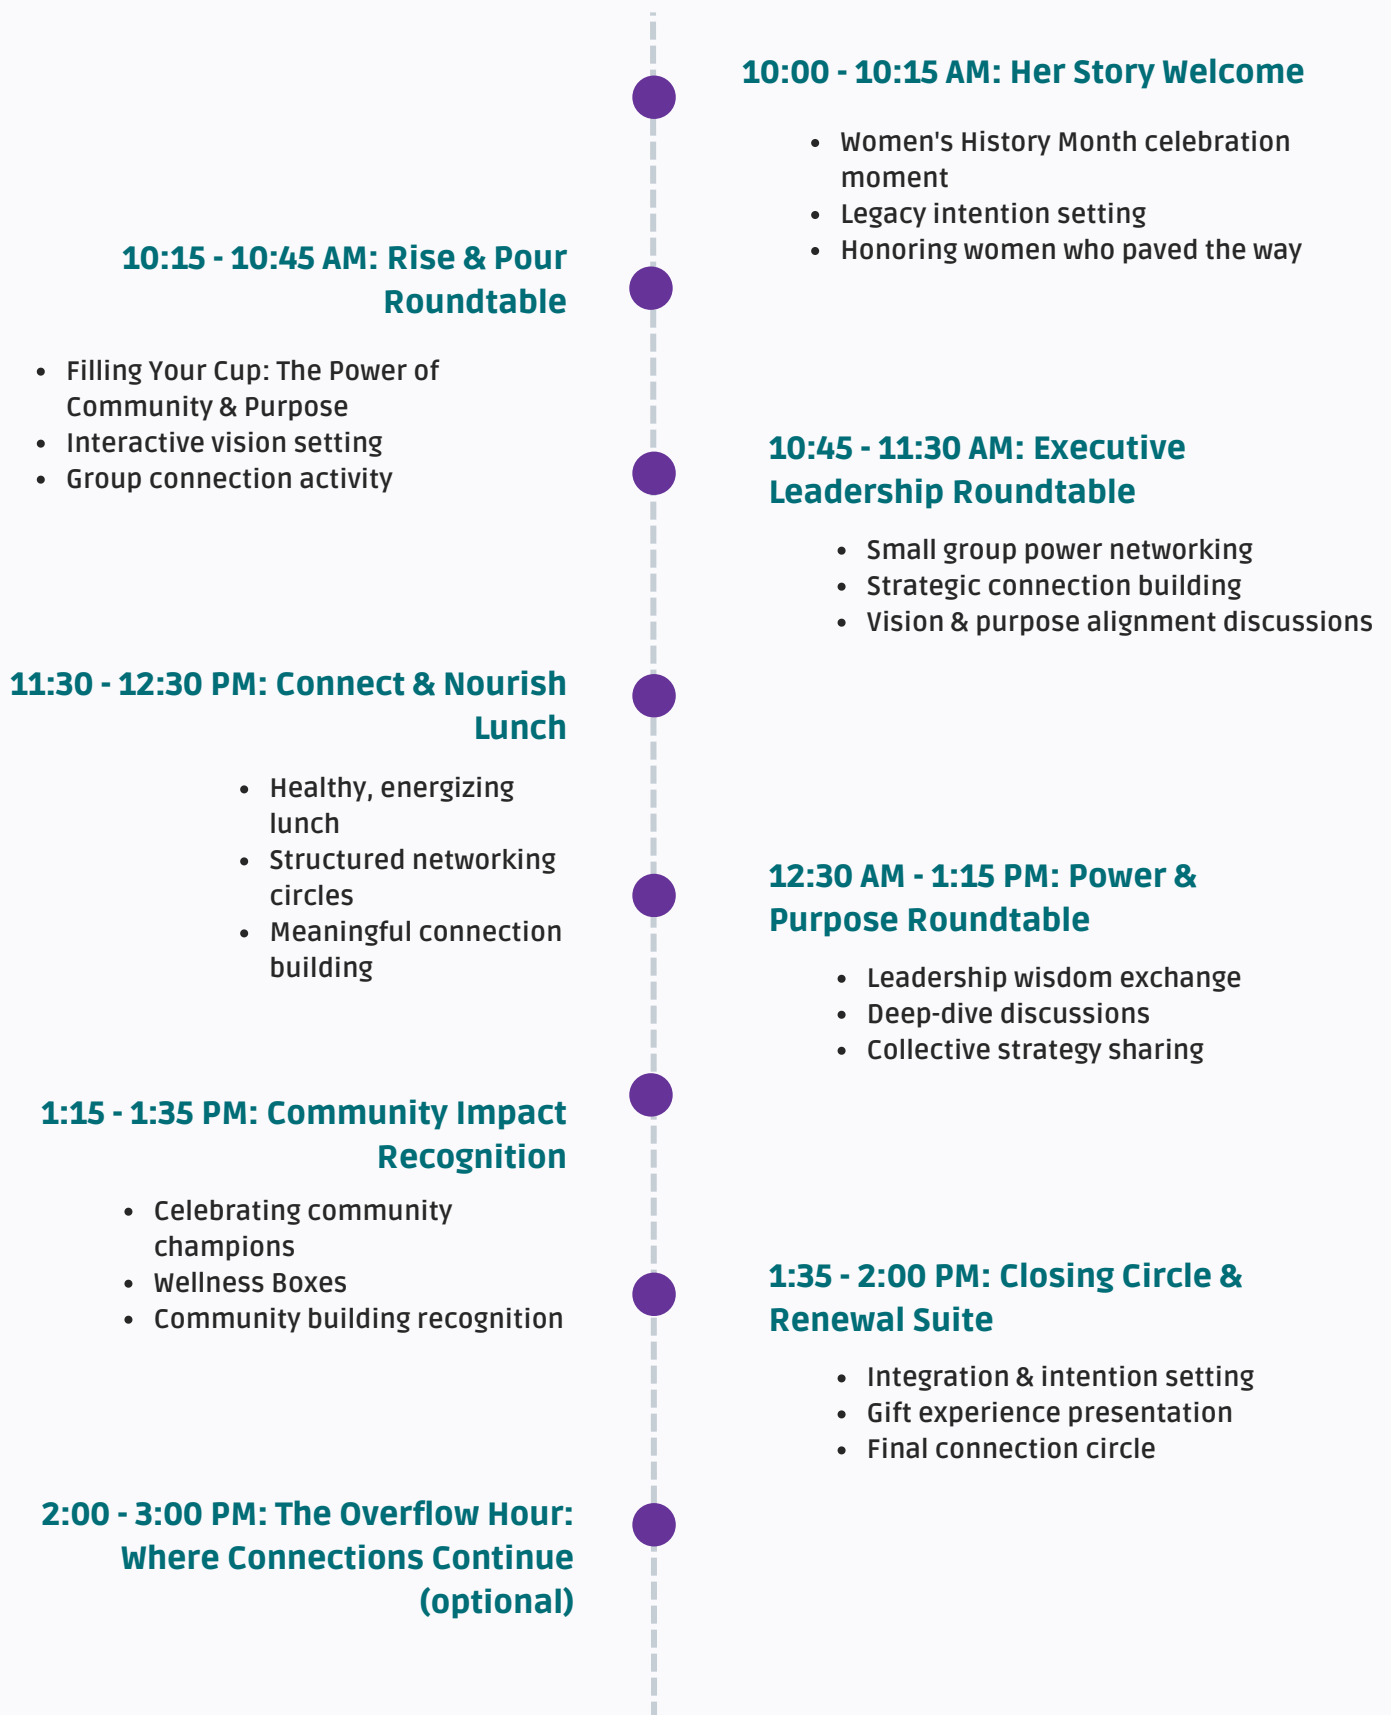 10:00 - 10:15 AM: Her Story Welcome
• Women's History Month celebration
moment
• Legacy intention setting
• Honoring women who paved the way
10:15 - 10:45 AM: Rise & Pour
Roundtable
• Filling Your Cup: The Power of
Community & Purpose
• Interactive vision setting
• Group connection activity
10:45 - 11:30 AM: Executive
Leadership Roundtable
• Small group power networking
• Strategic connection building
• Vision & purpose alignment discussions
11:30 - 12:30 PM: Connect & Nourish
Lunch
• Healthy, energizing
lunch
• Structured networking
circles
• Meaningful connection
building
12:30 AM - 1:15 PM: Power &
Purpose Roundtable
• Leadership wisdom exchange
• Deep-dive discussions
• Collective strategy sharing
1:15 - 1:35 PM: Community Impact
Recognition
• Celebrating community
champions
• Wellness Boxes
• Community building recognition
1:35 - 2:00 PM: Closing Circle &
Renewal Suite
• Integration & intention setting
• Gift experience presentation
• Final connection circle
2:00 - 3:00 PM: The Overflow Hour:
Where Connections Continue
(optional)